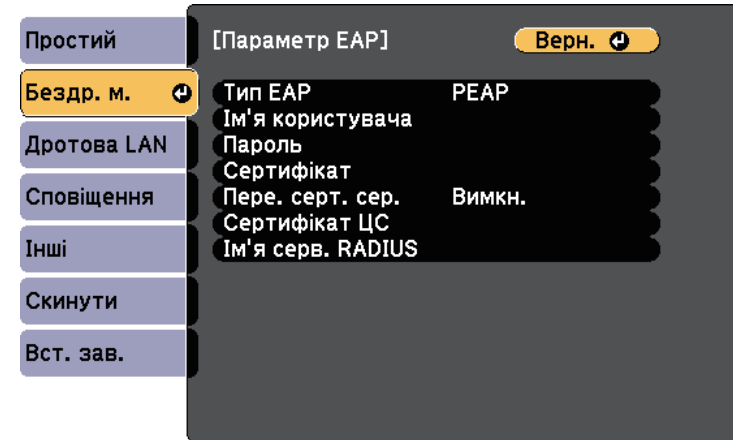 Простий
Бездр. м.
Дротова LAN
Сповіщення
Інші
Скинути
Вст. зав.
[Параметр EAP]
Верн.
Тип EAP PEAP
Ім'я користувача
Пароль
Сертифікат
Пере. серт. сер. Вимкн.
Сертифікат ЦС
Ім'я серв. RADIUS